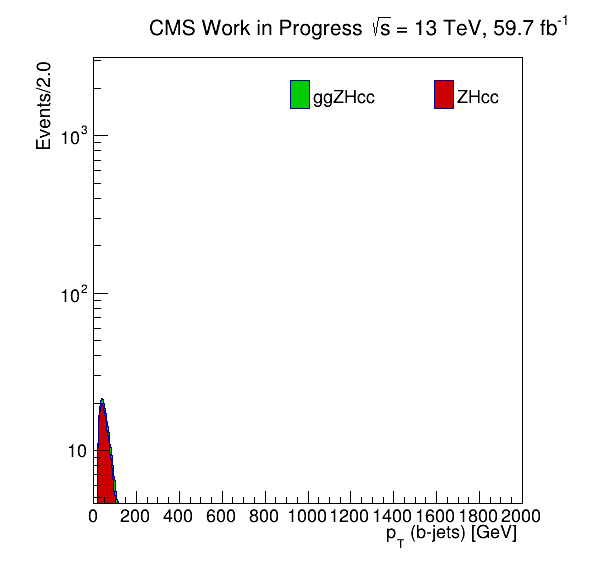 CMS Work in Progress √s = 13 TeV, 59.7 fb⁻¹
Events/2.0
ggZHcc ZHcc
10³
10²
10
0 200 400 600 800 1000 1200 1400 1600 1800 2000
p_T (b-jets) [GeV]